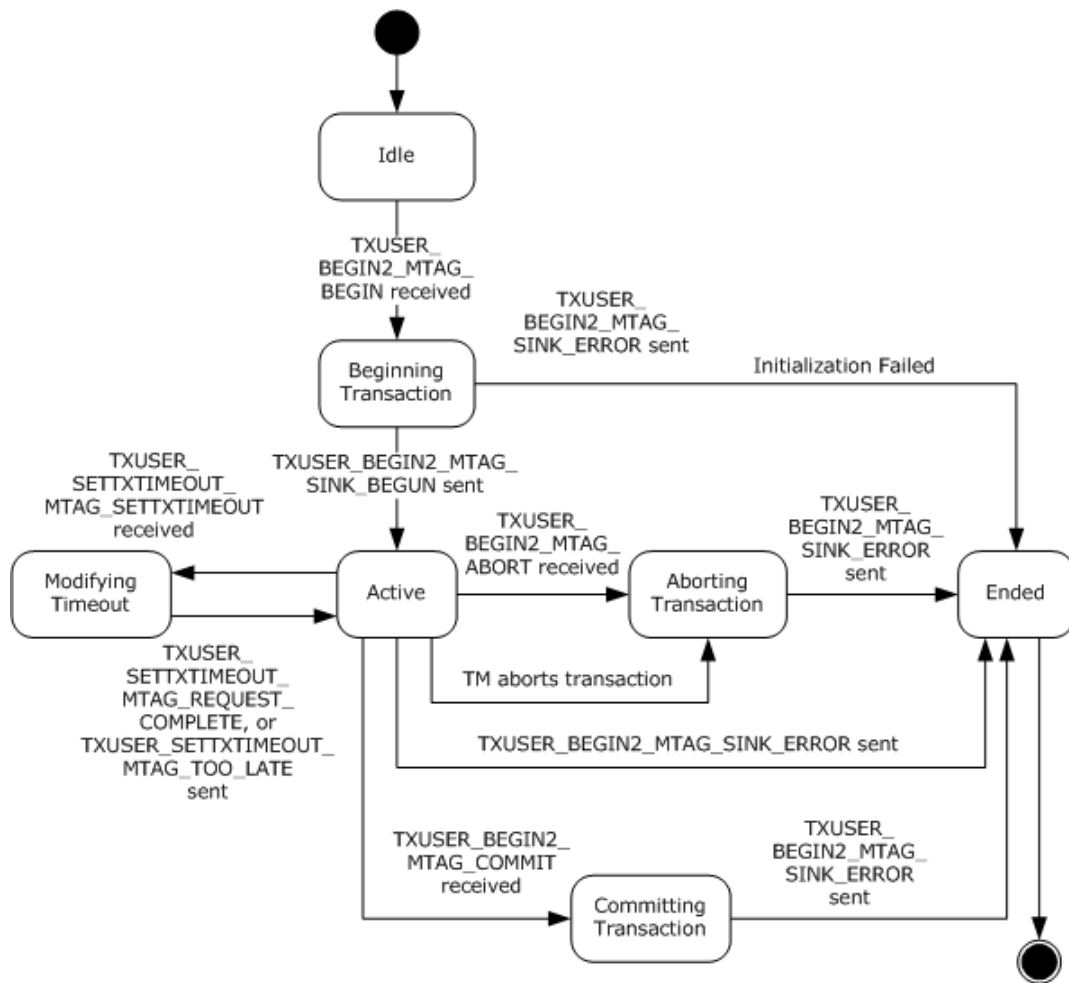 Idle
TXUSER_
BEGIN2_MTAG_
BEGIN received
TXUSER_
BEGIN2_MTAG_
SINK_ERROR sent
Beginning
Transaction
Initialization Failed
TXUSER_BEGIN2_MTAG_
SINK_BEGUN sent
TXUSER_
SETTXTIMEOUT_
MTAG_SETTXTIMEOUT
received
TXUSER_
BEGIN2_MTAG_
ABORT received
TXUSER_
BEGIN2_MTAG_
SINK_ERROR
sent
Modifying
Timeout
Active
Aborting
Transaction
Ended
TXUSER_
SETTXTIMEOUT_
MTAG_REQUEST_
COMPLETE, or
TXUSER_SETTXTIMEOUT_
MTAG_TOO_LATE
sent
TM aborts transaction
TXUSER_BEGIN2_MTAG_SINK_ERROR sent
TXUSER_BEGIN2_
MTAG_COMMIT
received
TXUSER_
BEGIN2_MTAG_
SINK_ERROR
sent
Committing
Transaction